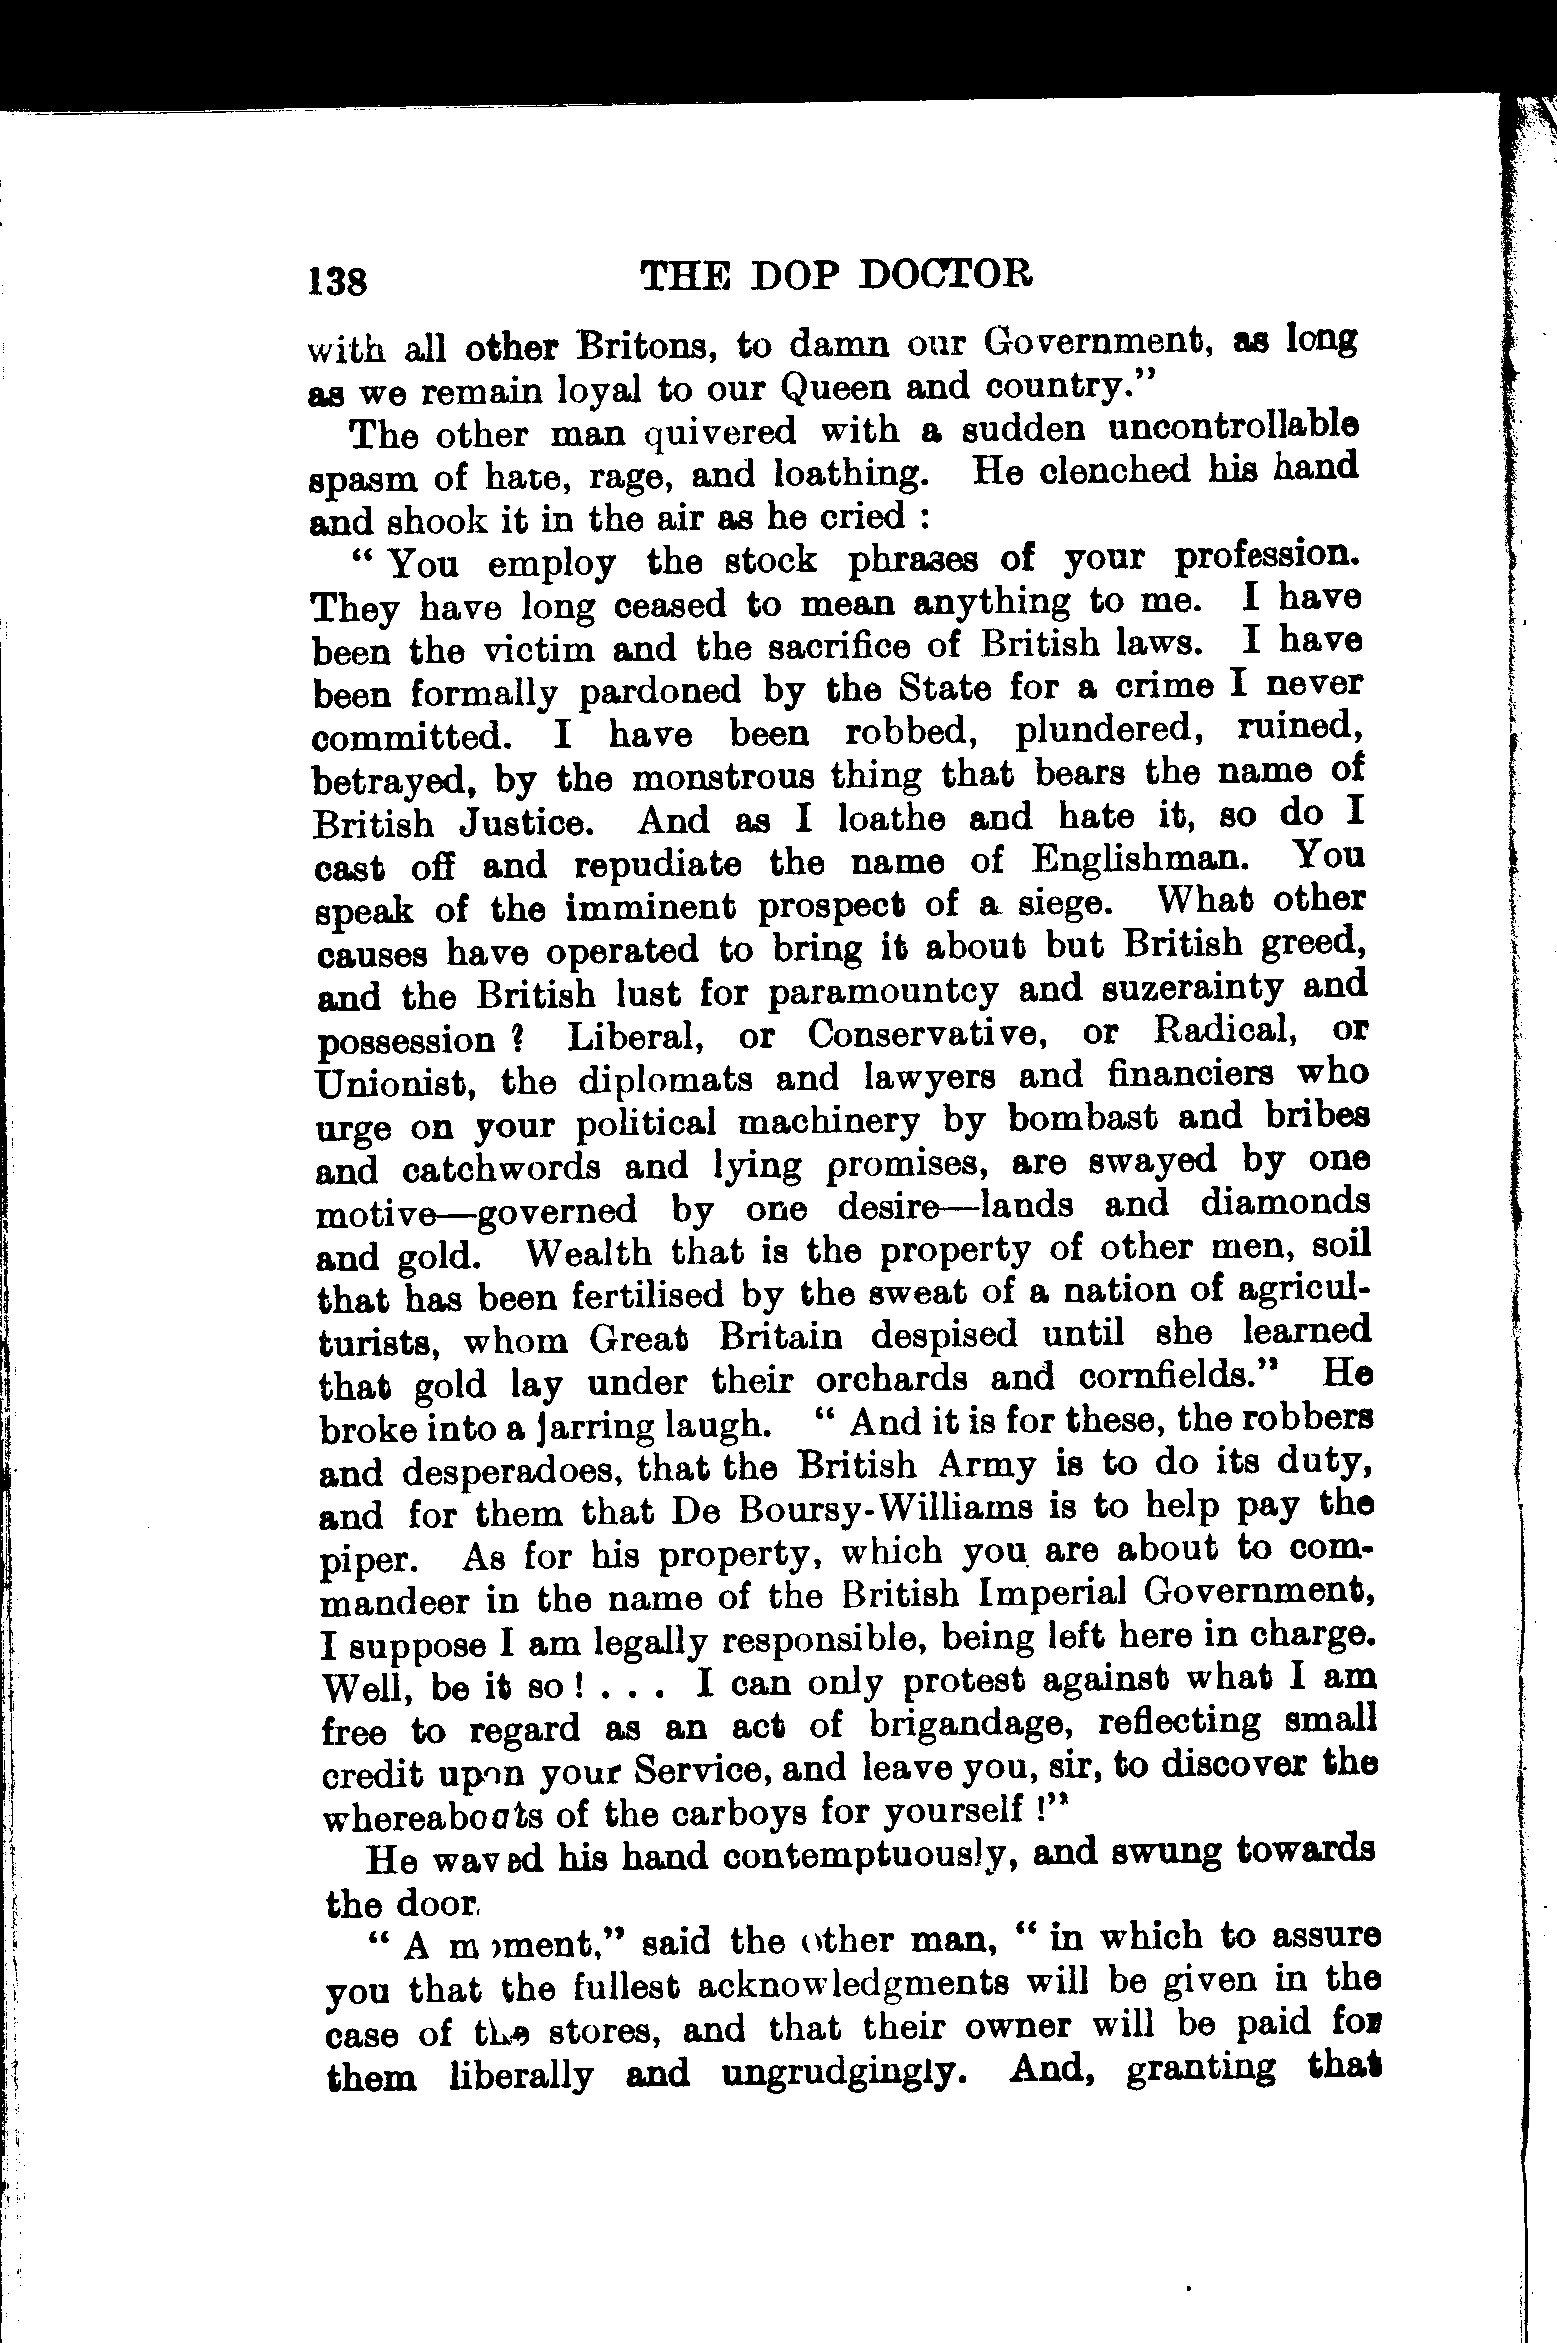 138 THE DOP DOCTOR
with all other Britons, to damn our Government, as long
as we remain loyal to our Queen and country."
The other man quivered with a sudden uncontrollable
spasm of hate, rage, and loathing. He clenched his hand
and shook it in the air as he cried :
" You employ the stock phrases of your profession.
They have long ceased to mean anything to me. I have
been the victim and the sacrifice of British laws. I have
been formally pardoned by the State for a crime I never
committed. I have been robbed, plundered, ruined,
betrayed, by the monstrous thing that bears the name of
British Justice. And as I loathe and hate it, so do I
cast off and repudiate the name of Englishman. You
speak of the imminent prospect of a siege. What other
causes have operated to bring it about but British greed,
and the British lust for paramountcy and suzerainty and
possession ? Liberal, or Conservative, or Radical, or
Unionist, the diplomats and lawyers and financiers who
urge on your political machinery by bombast and bribes
and catchwords and lying promises, are swayed by one
motive—governed by one desire—lands and diamonds
and gold. Wealth that is the property of other men, soil
that has been fertilised by the sweat of a nation of agricul-
turists, whom Great Britain despised until she learned
that gold lay under their orchards and cornfields." He
broke into a jarring laugh. " And it is for these, the robbers
and desperadoes, that the British Army is to do its duty,
and for them that De Boursy-Williams is to help pay the
piper. As for his property, which you are about to com-
mandeer in the name of the British Imperial Government,
I suppose I am legally responsible, being left here in charge.
Well, be it so ! . . . I can only protest against what I am
free to regard as an act of brigandage, reflecting small
credit upon your Service, and leave you, sir, to discover the
whereabouts of the carboys for yourself !"
He waved his hand contemptuously, and swung towards
the door.
" A moment," said the other man, " in which to assure
you that the fullest acknowledgments will be given in the
case of the stores, and that their owner will be paid for
them liberally and ungrudgingly. And, granting that